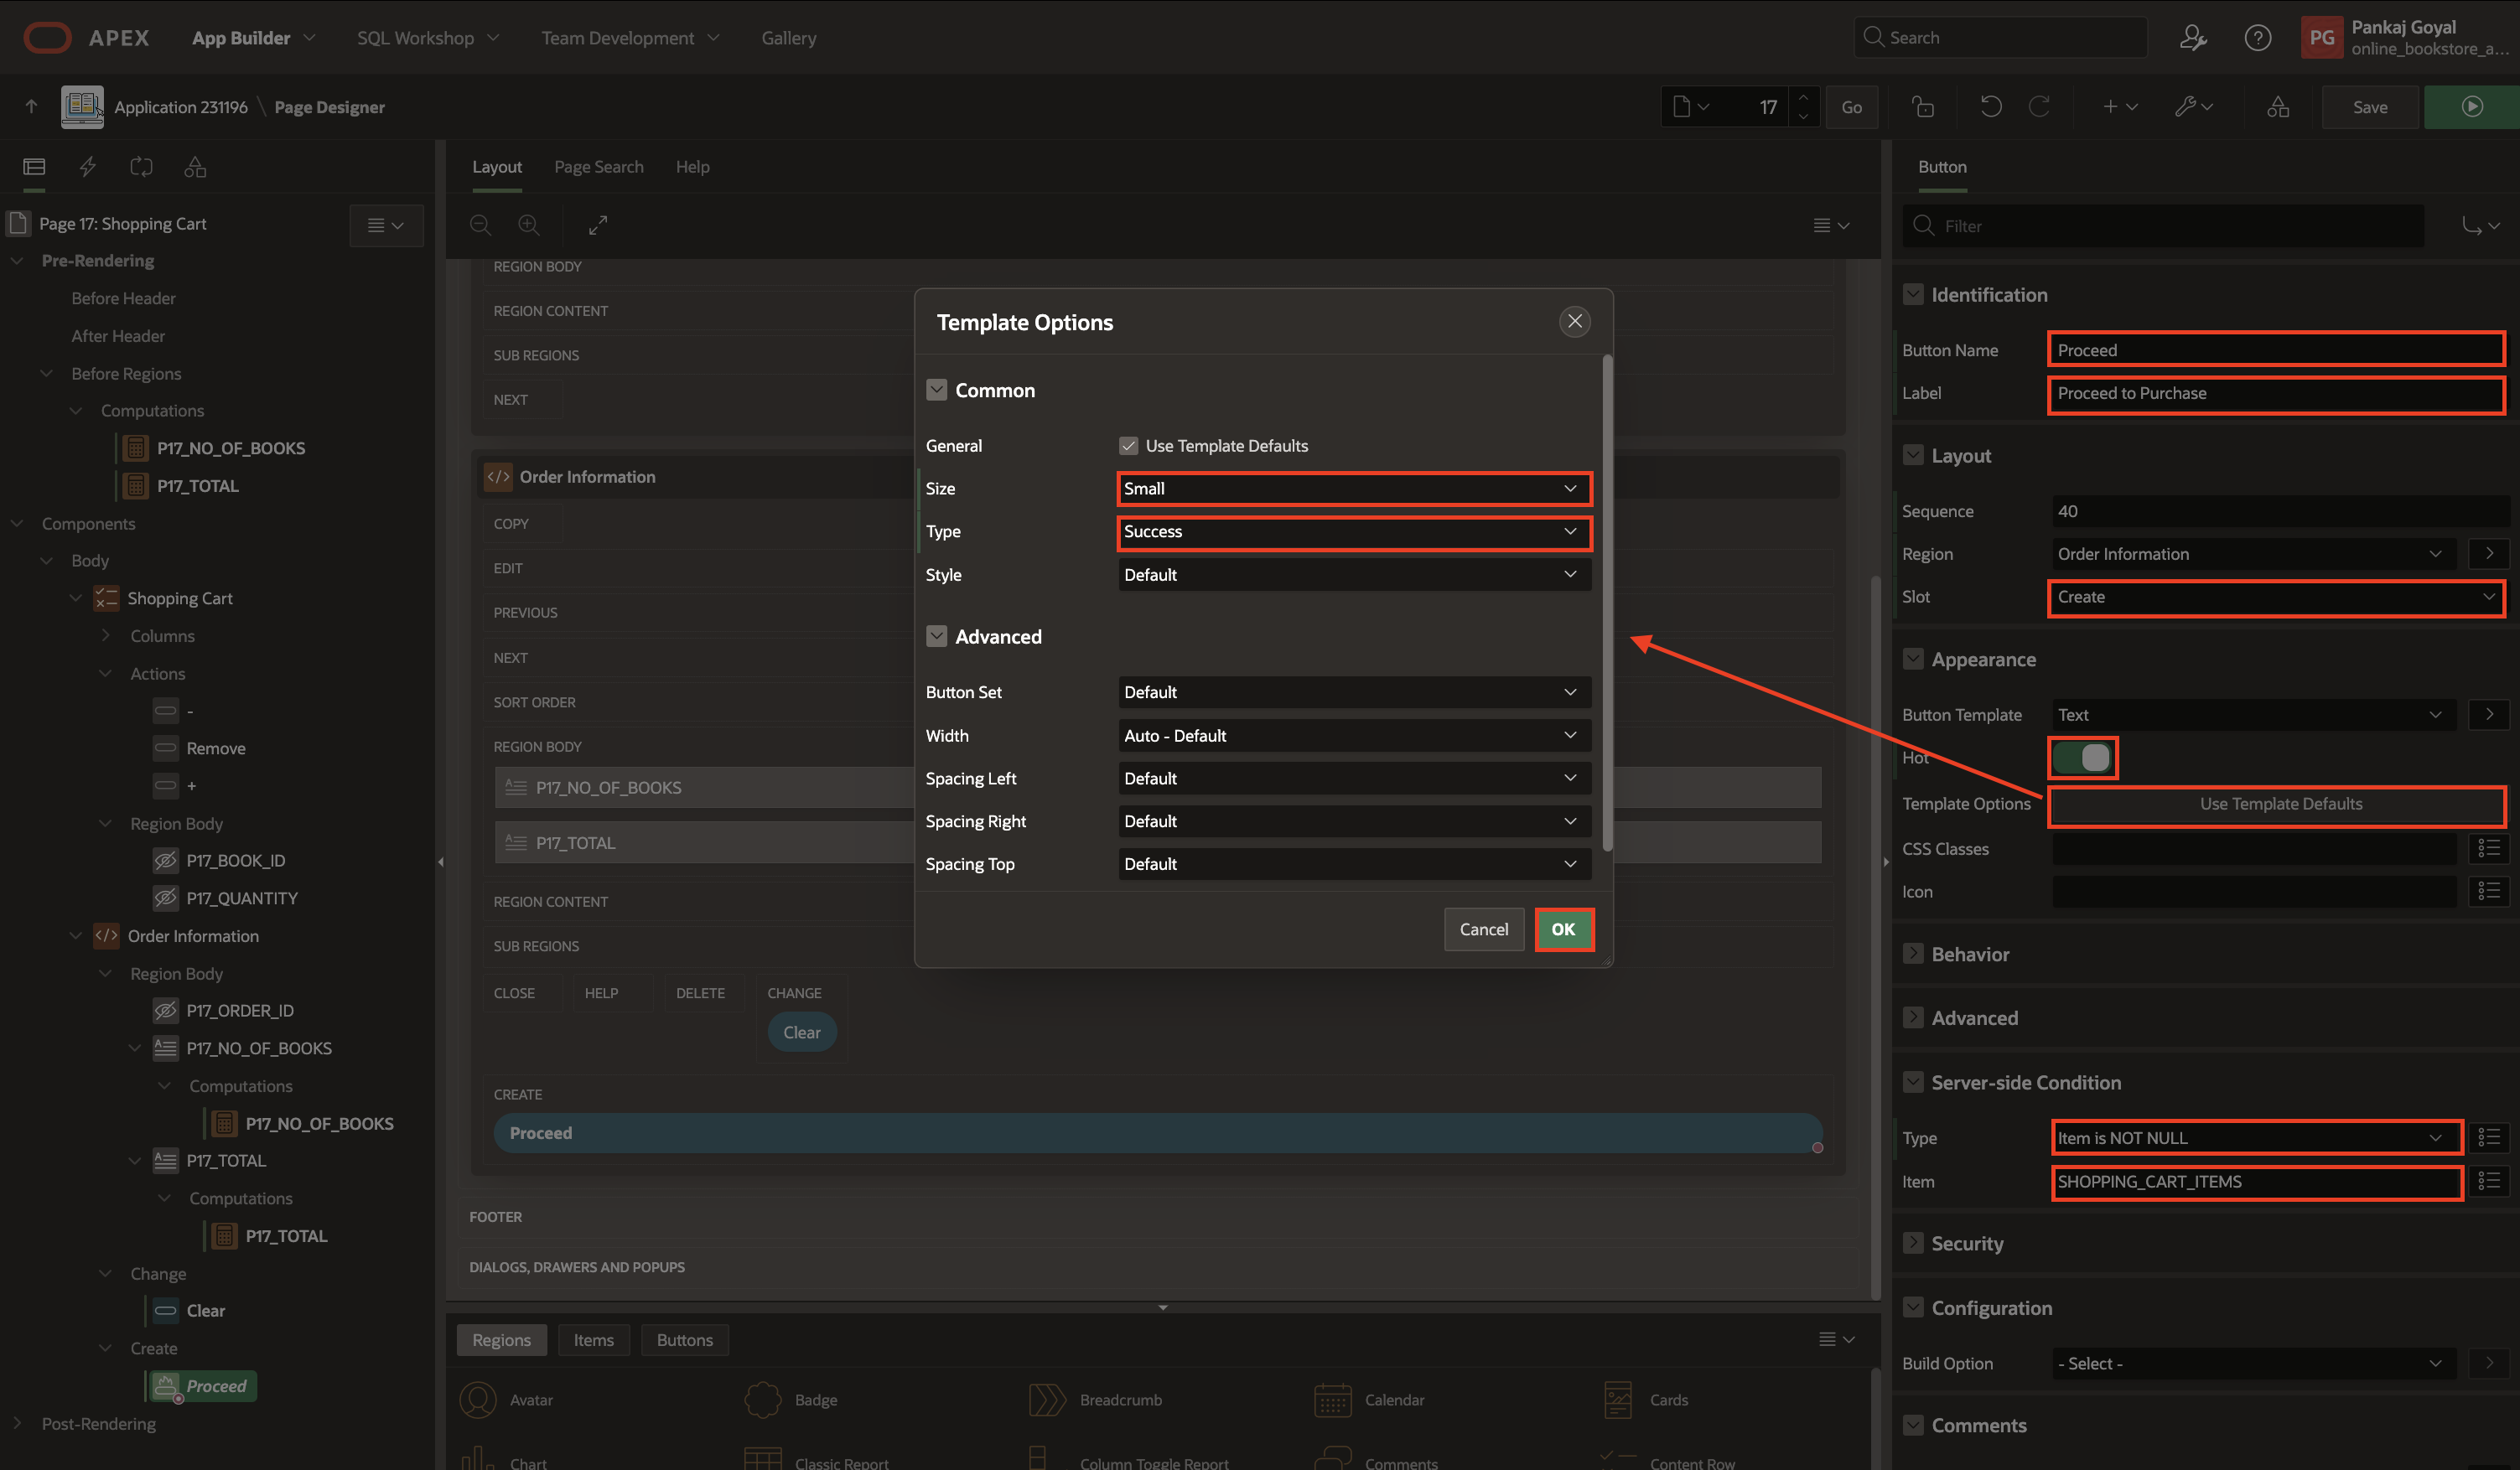 APEX App Builder SQL Workshop Team Development Gallery Search PG Pankaj Goyal
online_bookstore_a...
Application 231196 \ Page Designer 17 Go Save
Layout Page Search Help
Button
Page 17: Shopping Cart
Pre-Rendering
Before Header
After Header
Before Regions
Computations
P17_NO_OF_BOOKS
P17_TOTAL
Components
Body
Shopping Cart
Columns
Actions
-
Remove
+
Region Body
P17_BOOK_ID
P17_QUANTITY
Order Information
Region Body
P17_ORDER_ID
P17_NO_OF_BOOKS
Computations
P17_NO_OF_BOOKS
P17_TOTAL
Computations
P17_TOTAL
Change
Clear
Create
Proceed
Post-Rendering
REGION BODY
REGION CONTENT
SUB REGIONS
NEXT
Order Information
COPY
EDIT
PREVIOUS
NEXT
SORT ORDER
REGION BODY
P17_NO_OF_BOOKS
P17_TOTAL
REGION CONTENT
SUB REGIONS
CLOSE HELP DELETE CHANGE
Clear
CREATE
Proceed
FOOTER
DIALOGS, DRAWERS AND POPUPS
Regions Items Buttons
Avatar Badge Breadcrumb Calendar Cards
Chart Classic Report Column Toggle Report Comments Content Row
Template Options
Common
General Use Template Defaults
Size Small
Type Success
Style Default
Advanced
Button Set Default
Width Auto - Default
Spacing Left Default
Spacing Right Default
Spacing Top Default
Cancel OK
Filter
Identification
Button Name Proceed
Label Proceed to Purchase
Layout
Sequence 40
Region Order Information
Slot Create
Appearance
Button Template Text
Hot
Template Options Use Template Defaults
CSS Classes
Icon
Behavior
Advanced
Server-side Condition
Type Item is NOT NULL
Item SHOPPING_CART_ITEMS
Security
Configuration
Build Option - Select -
Comments